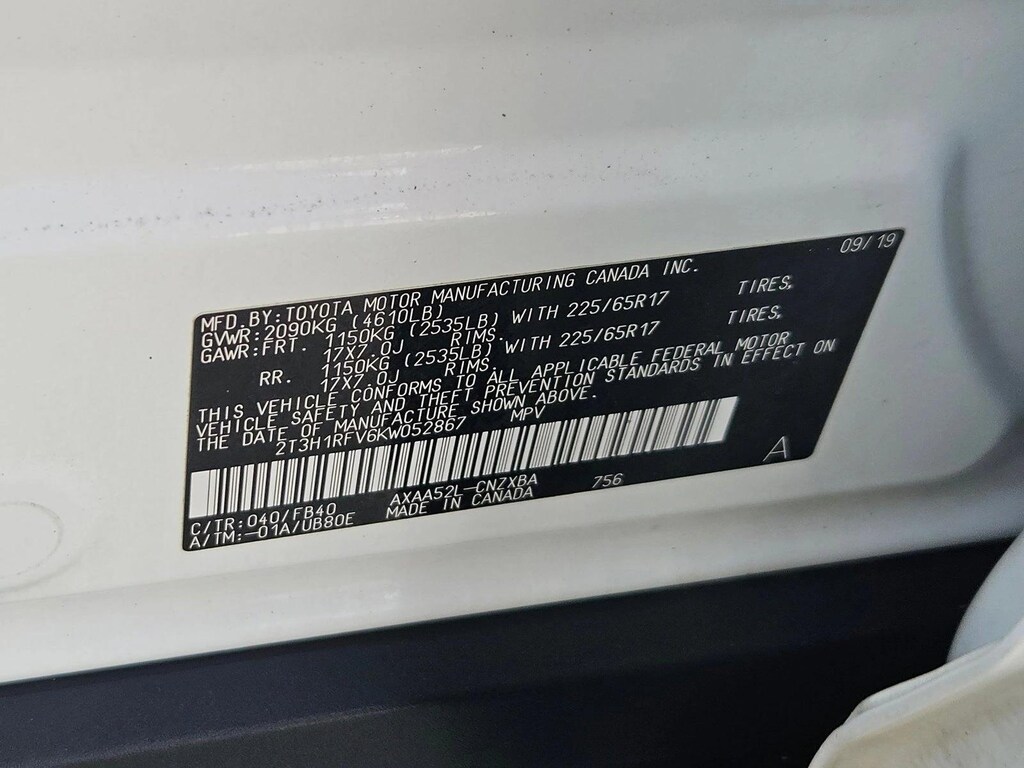 09/19
MFD. BY: TOYOTA MOTOR MANUFACTURING CANADA INC.
GVWR: 2090KG (4610LB)
GAWR: FRT. 1150KG (2535LB) WITH 225/65R17 TIRES,
17X7.0J RIMS.
RR. 1150KG (2535LB) WITH 225/65R17 TIRES,
17X7.0J RIMS.
THIS VEHICLE CONFORMS TO ALL APPLICABLE FEDERAL MOTOR
VEHICLE SAFETY AND THEFT PREVENTION STANDARDS IN EFFECT ON
THE DATE OF MANUFACTURE SHOWN ABOVE.
2T3H1RFV6KW052867 MPV
A
C/TR: 040/FB40 AXAA52L-CNZXBA 756
A/TM: -01A/UB80E MADE IN CANADA